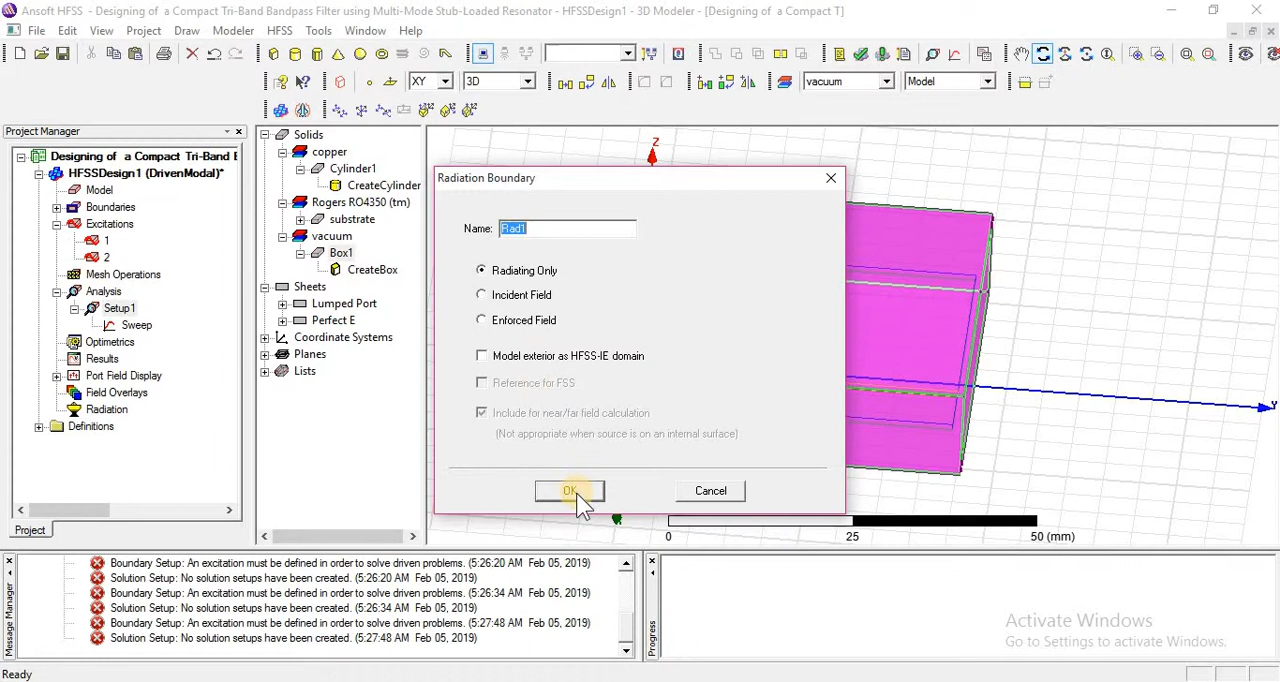 Ansoft HFSS - Designing of a Compact Tri-Band Bandpass Filter using Multi-Mode Stub-Loaded Resonator - HFSSDesign1 - 3D Modeler - [Designing of a Compact T]
File Edit View Project Draw Modeler HFSS Tools Window Help
XY 3D vacuum Model
Project Manager
Designing of a Compact Tri-Band B
HFSSDesign1 (DrivenModal)*
Model
Boundaries
Excitations
1
2
Mesh Operations
Analysis
Setup1
Sweep
Optimetrics
Results
Port Field Display
Field Overlays
Radiation
Definitions
Project
Solids
copper
Cylinder1
CreateCylinder
Rogers RO4350 (tm)
substrate
vacuum
Box1
CreateBox
Sheets
Lumped Port
Perfect E
Coordinate Systems
Planes
Lists
Z
Y
Radiation Boundary
Name: Rad1
Radiating Only
Incident Field
Enforced Field
Model exterior as HFSS-IE domain
Reference for FSS
Include for near/far field calculation
(Not appropriate when source is on an internal surface)
OK Cancel
0 25 50 (mm)
Message Manager
Boundary Setup: An excitation must be defined in order to solve driven problems. (5:26:20 AM Feb 05, 2019)
Solution Setup: No solution setups have been created. (5:26:20 AM Feb 05, 2019)
Boundary Setup: An excitation must be defined in order to solve driven problems. (5:26:34 AM Feb 05, 2019)
Solution Setup: No solution setups have been created. (5:26:34 AM Feb 05, 2019)
Boundary Setup: An excitation must be defined in order to solve driven problems. (5:27:48 AM Feb 05, 2019)
Solution Setup: No solution setups have been created. (5:27:48 AM Feb 05, 2019)
Progress
Activate Windows
Go to Settings to activate Windows.
Ready